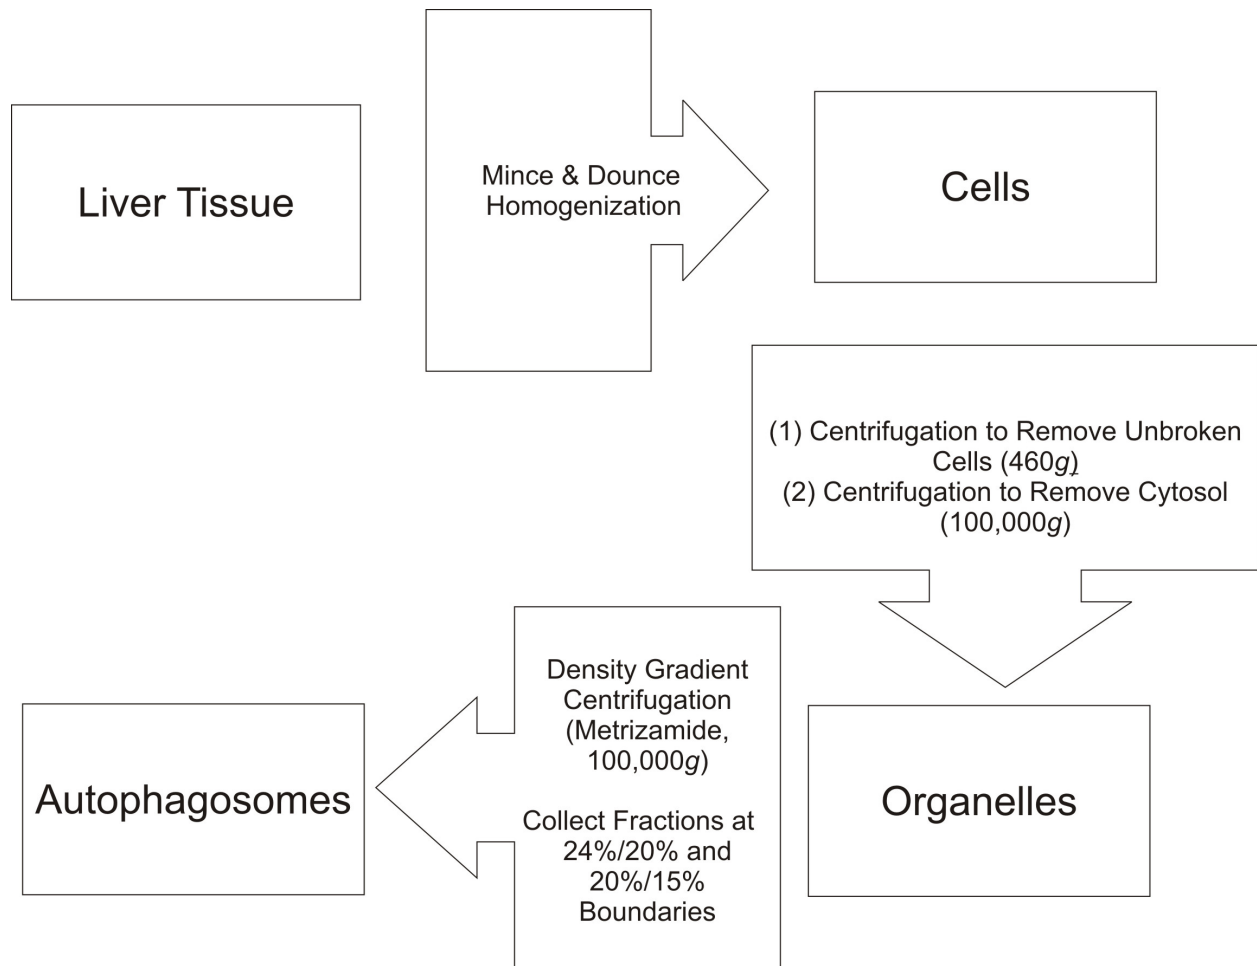 Liver Tissue
Mince & Dounce
Homogenization
Cells
(1) Centrifugation to Remove Unbroken
Cells (460g)
(2) Centrifugation to Remove Cytosol
(100,000g)
Organelles
Density Gradient
Centrifugation
(Metrizamide,
100,000g)
Collect Fractions at
24%/20% and
20%/15%
Boundaries
Autophagosomes